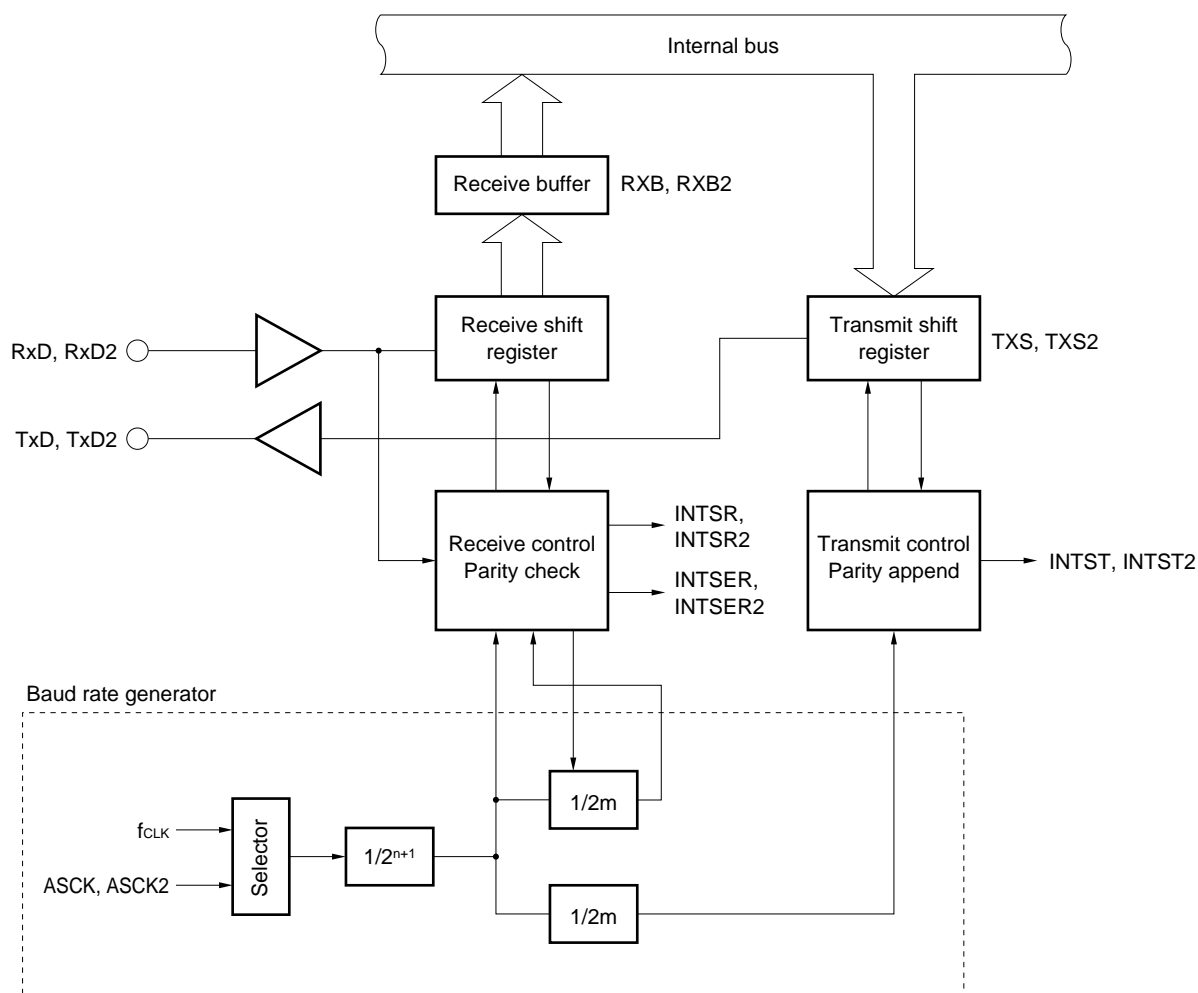 Internal bus
Receive buffer
RXB, RXB2
Receive shift
register
Transmit shift
register
TXS, TXS2
RxD, RxD2
TxD, TxD2
Receive control
Parity check
INTSR,
INTSR2
INTSER,
INTSER2
Transmit control
Parity append
INTST, INTST2
Baud rate generator
fCLK
ASCK, ASCK2
Selector
1/2ⁿ⁺¹
1/2m
1/2m